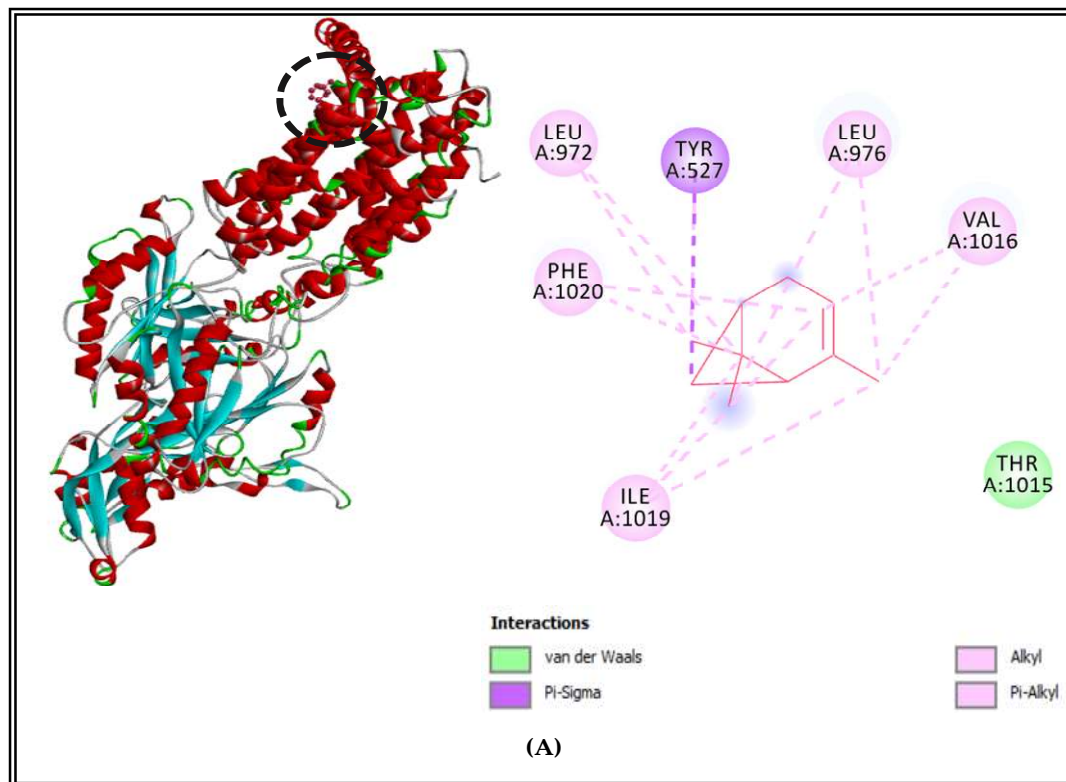 LEU
A:972
TYR
A:527
LEU
A:976
VAL
A:1016
PHE
A:1020
ILE
A:1019
THR
A:1015
Interactions
van der Waals
Alkyl
Pi-Sigma
Pi-Alkyl
(A)